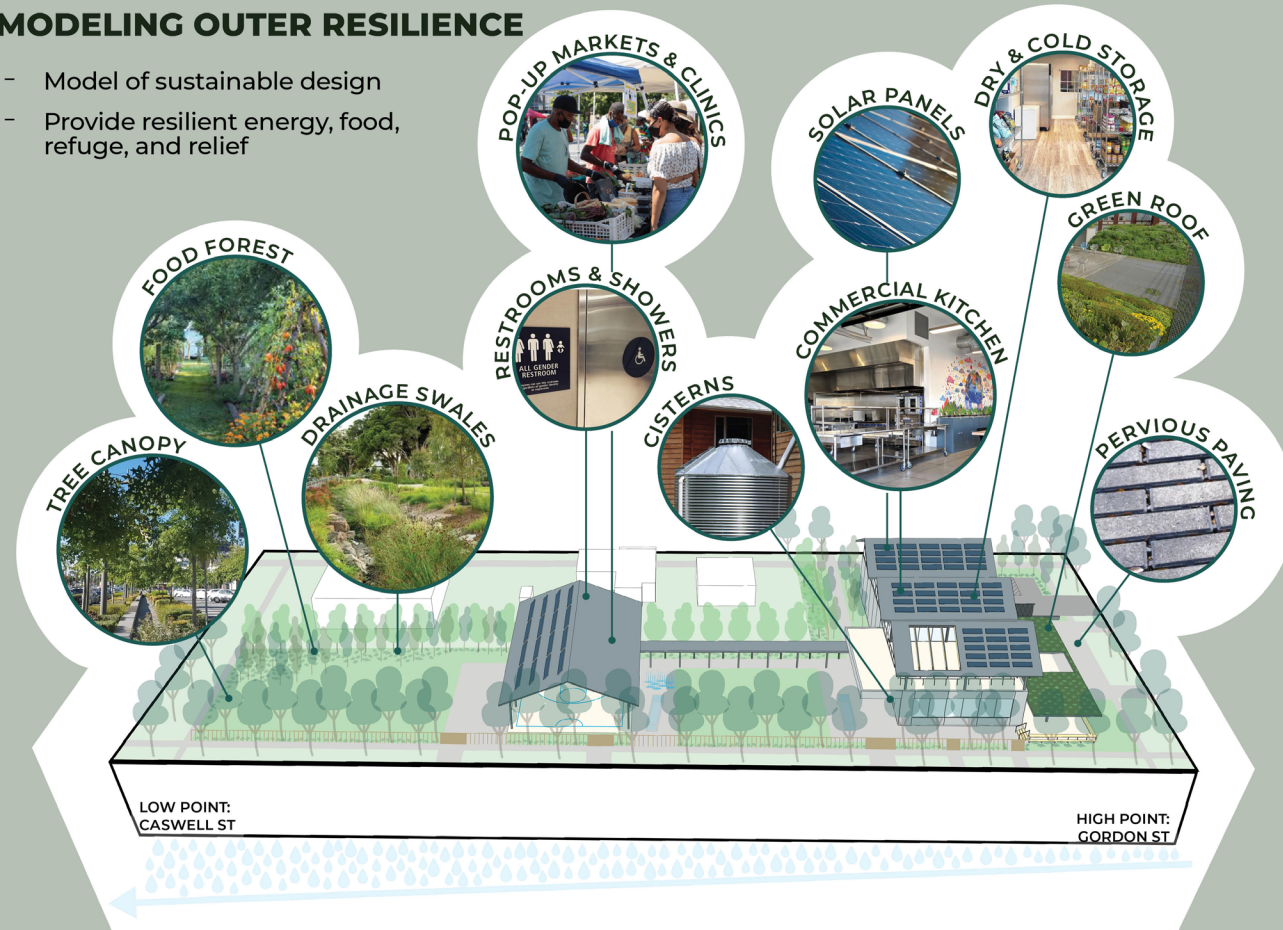 MODELING OUTER RESILIENCE
- Model of sustainable design
- Provide resilient energy, food,
refuge, and relief
POP-UP MARKETS & CLINICS
SOLAR PANELS
DRY & COLD STORAGE
GREEN ROOF
FOOD FOREST
RESTROOMS & SHOWERS
ALL GENDER
RESTROOM
COMMERCIAL KITCHEN
DRAINAGE SWALES
CISTERNS
TREE CANOPY
PERVIOUS PAVING
LOW POINT:
CASWELL ST
HIGH POINT:
GORDON ST